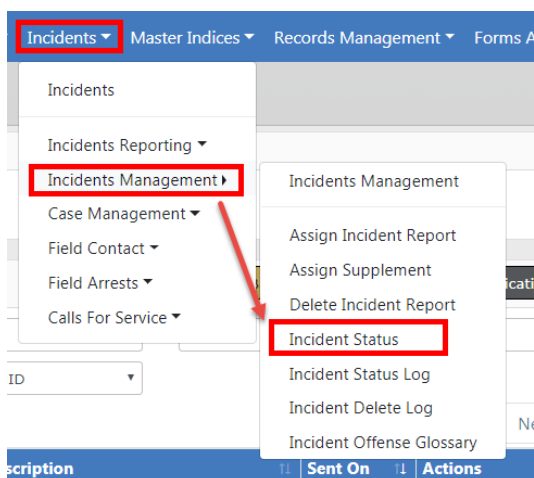 Incidents Master Indices Records Management Forms A
Incidents
Incidents Reporting
Incidents Management
Case Management
Field Contact
Field Arrests
Calls For Service
Incidents Management
Assign Incident Report
Assign Supplement
Delete Incident Report
Incident Status
Incident Status Log
Incident Delete Log
Incident Offense Glossary
icati
ID
Ne
scription Sent On Actions